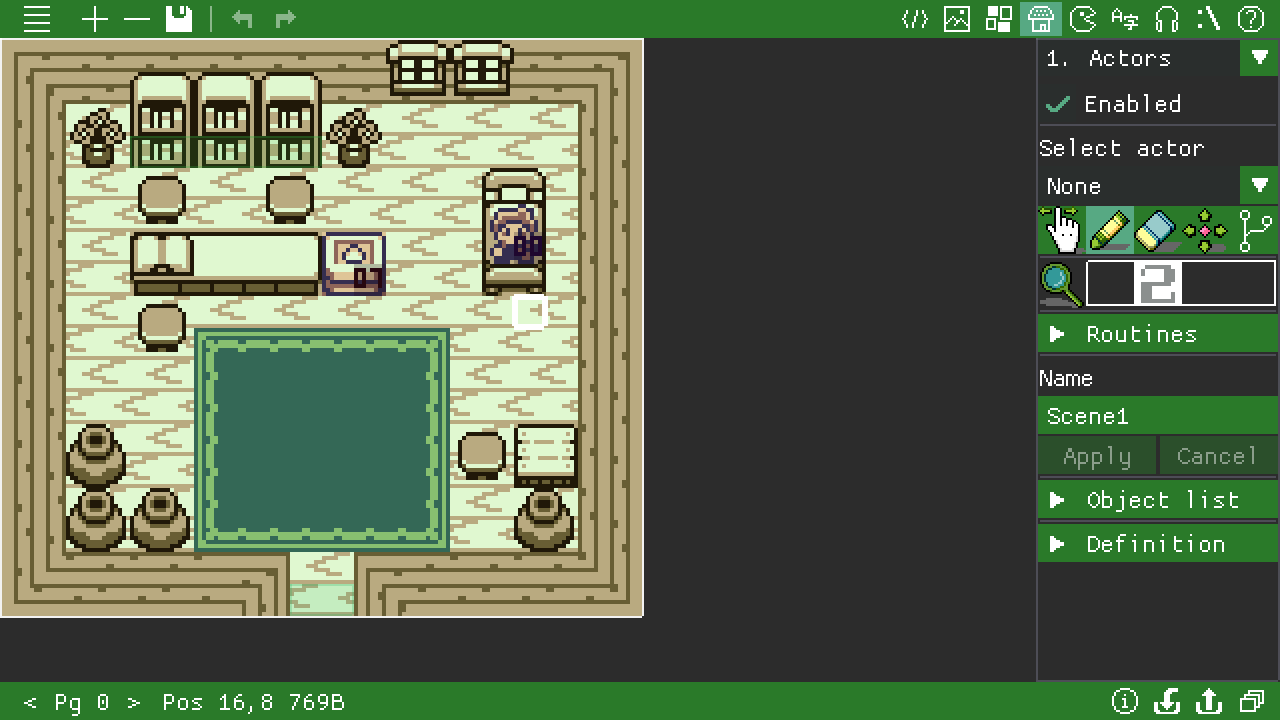 1. Actors
Enabled
Select actor
None
2
Routines
Name
Scene1
Apply Cancel
Object list
Definition
< Pg 0 > Pos 16,8 769B